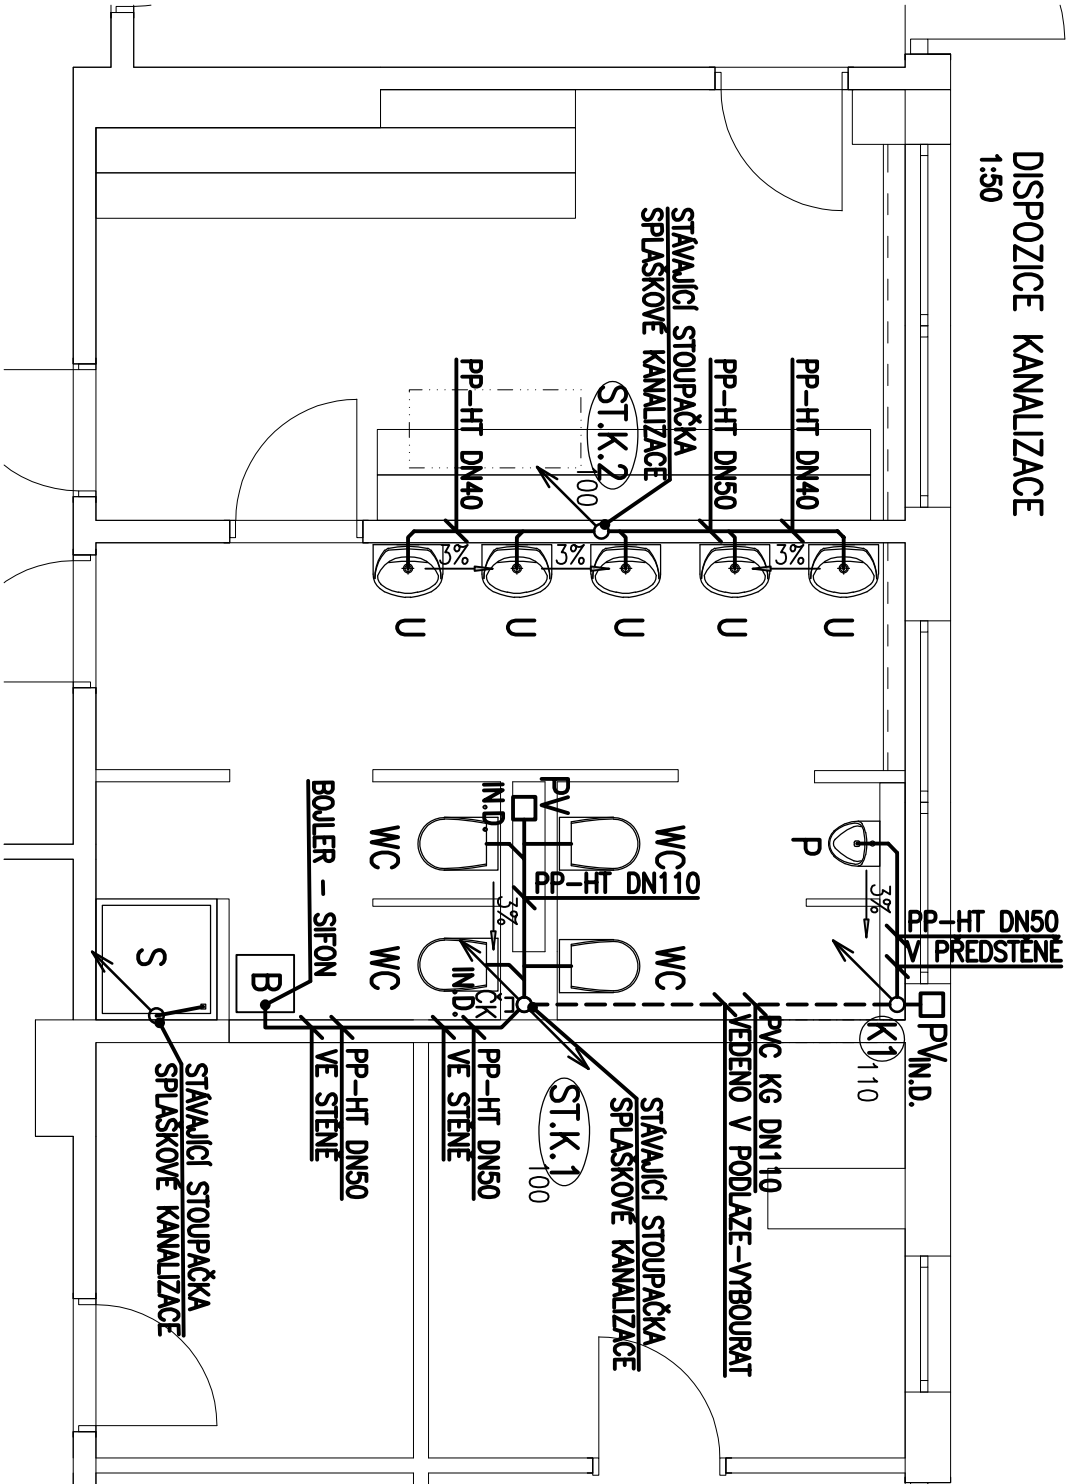 DISPOZICE KANALIZACE
1:50
STÁVAJÍCÍ STOUPAČKA
SPLAŠKOVÉ KANALIZACE
PP-HT DN40
PP-HT DN50
PP-HT DN40
ST.K.2
100
3%
3%
3%
U
U
U
U
U
P
3%
PP-HT DN50
V PŘEDSTĚNĚ
PV
IN.D.
K1
110
PV
IN.D.
WC
WC
WC
WC
PP-HT DN110
3%
ČK
IN.D.
PVC KG DN110
VEDENO V PODLAZE-VYBOURAT
STÁVAJÍCÍ STOUPAČKA
SPLAŠKOVÉ KANALIZACE
ST.K.1
100
PP-HT DN50
VE STĚNĚ
PP-HT DN50
VE STĚNĚ
BOJLER - SIFON
B
S
STÁVAJÍCÍ STOUPAČKA
SPLAŠKOVÉ KANALIZACE